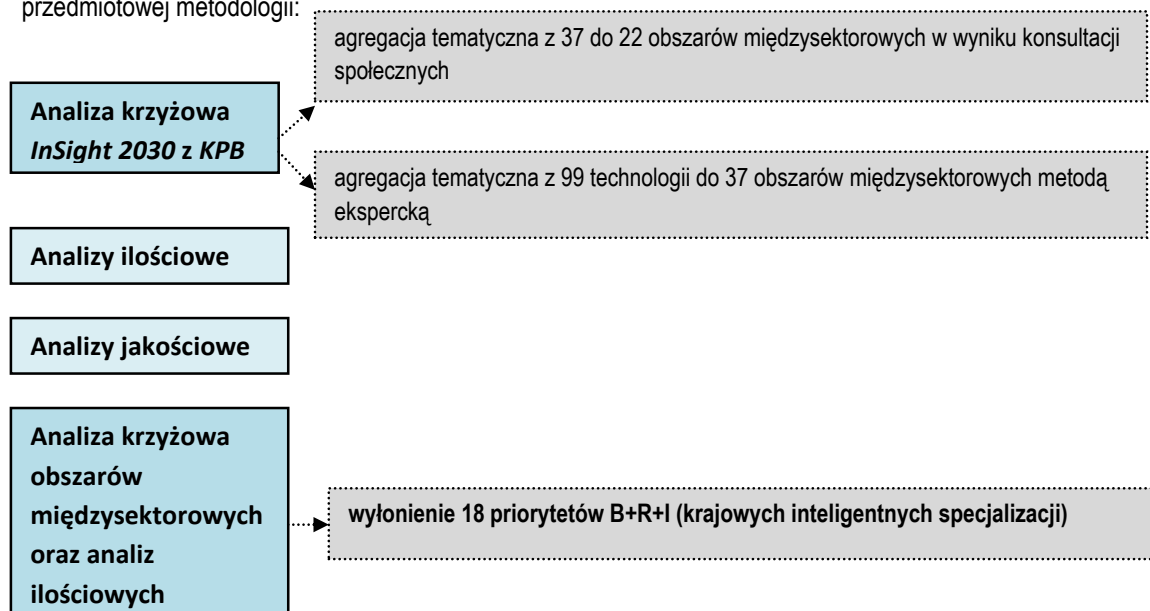 przedmiotowej metodologii:
agregacja tematyczna z 37 do 22 obszarów międzysektorowych w wyniku konsultacji
społecznych
Analiza krzyżowa
InSight 2030 z KPB
agregacja tematyczna z 99 technologii do 37 obszarów międzysektorowych metodą
ekspercką
Analizy ilościowe
Analizy jakościowe
Analiza krzyżowa
obszarów
międzysektorowych
oraz analiz
ilościowych
wyłonienie 18 priorytetów B+R+I (krajowych inteligentnych specjalizacji)